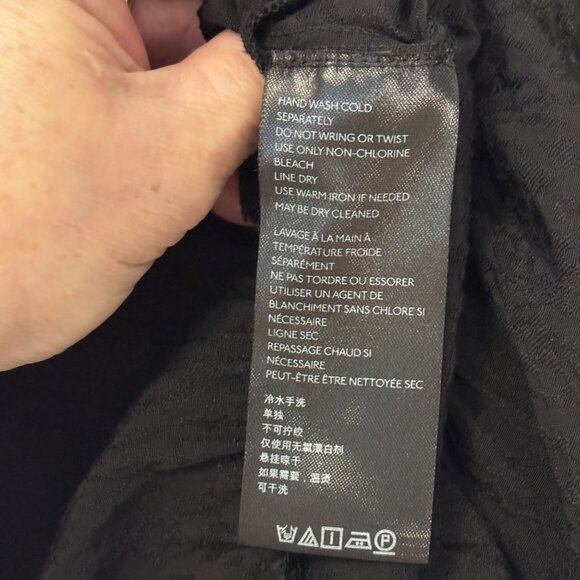 HAND WASH COLD
SEPARATELY
DO NOT WRING OR TWIST
USE ONLY NON-CHLORINE
BLEACH
LINE DRY
USE WARM IRON IF NEEDED
MAY BE DRY CLEANED
LAVAGE À LA MAIN À
TEMPÉRATURE FROIDE
SÉPARÉMENT
NE PAS TORDRE OU ESSORER
UTILISER UN AGENT DE
BLANCHIMENT SANS CHLORE SI
NÉCESSAIRE
LIGNE SEC
REPASSAGE CHAUD SI
NÉCESSAIRE
PEUT-ÊTRE ÊTRE NETTOYÉE SEC
冷水手洗
单独
不可拧绞
仅使用无氯漂白剂
悬挂晾干
如果需要，温烫
可干洗
P